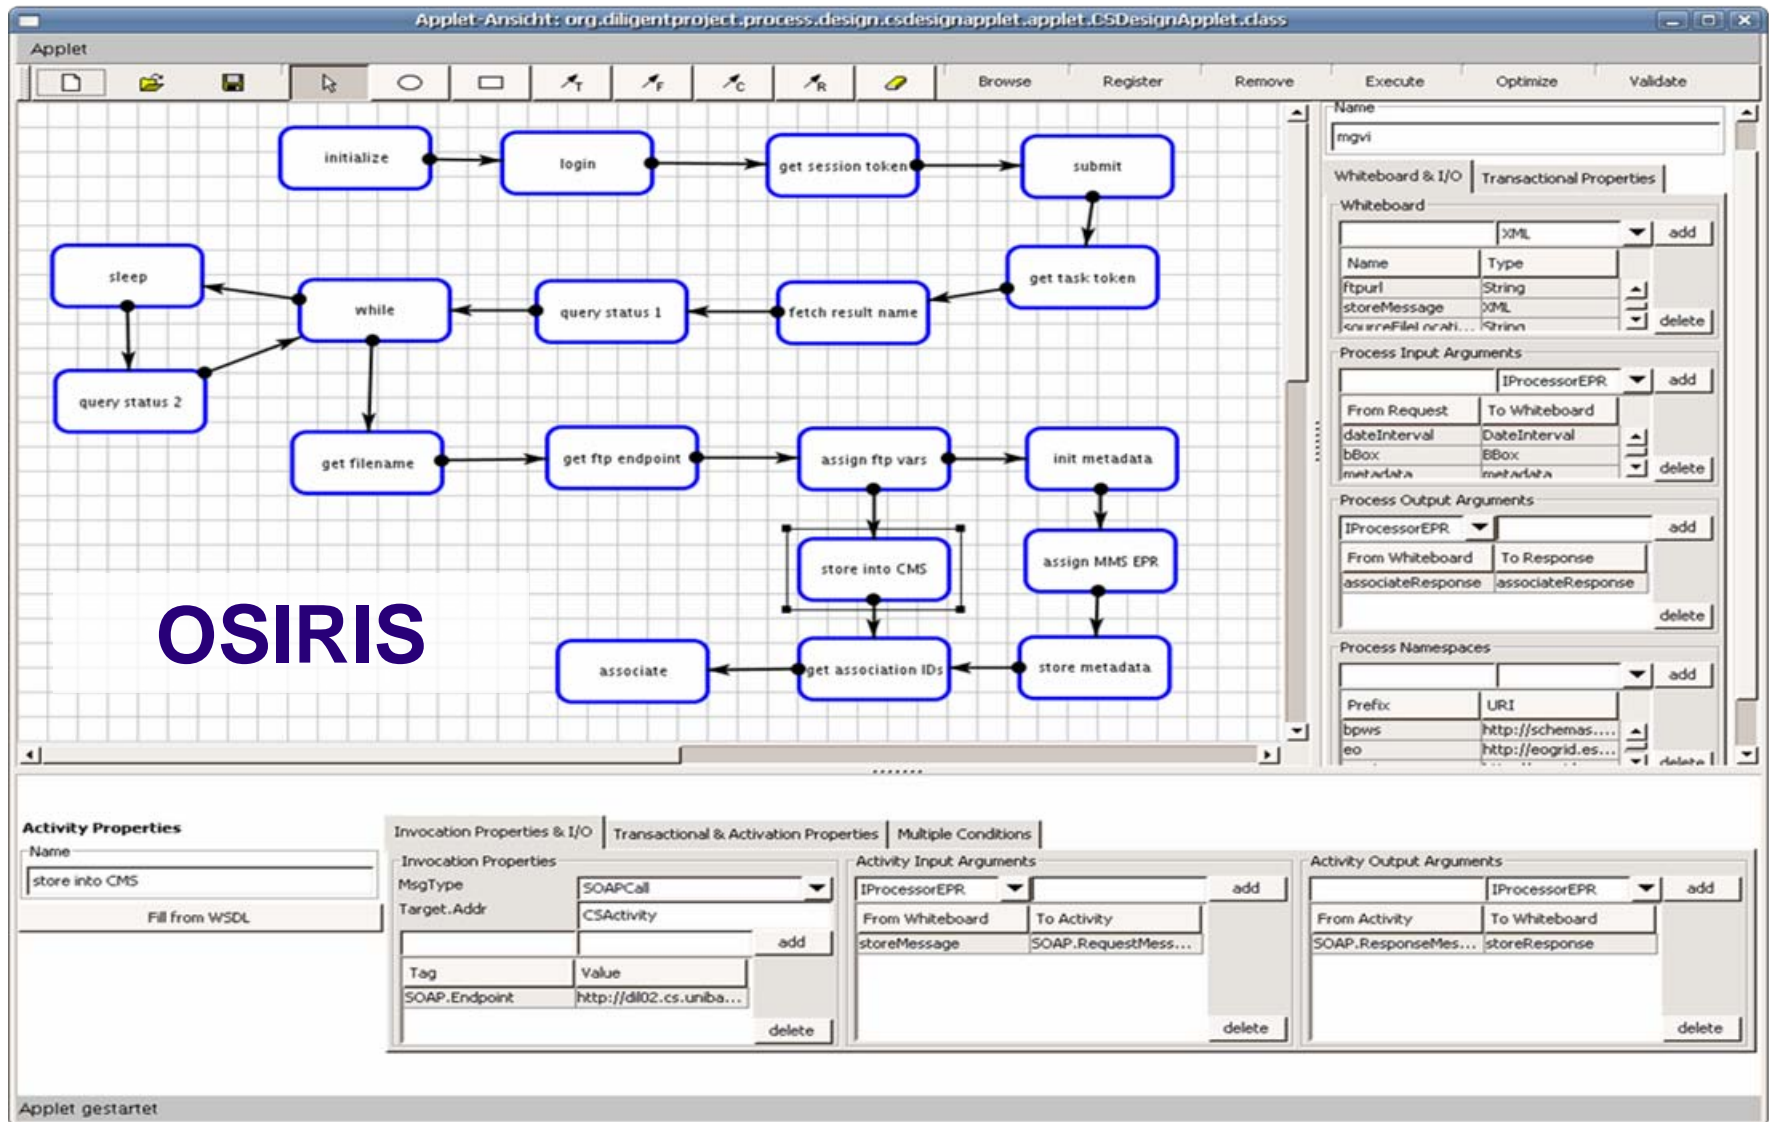 Applet-Ansicht: org.diligentproject.process.design.csdesignapplet.applet.CSDesignApplet.class
Applet
T F C R Browse Register Remove Execute Optimize Validate
initialize
login
get session token
submit
sleep
while
query status 1
fetch result name
get task token
query status 2
get filename
get ftp endpoint
assign ftp vars
init metadata
store into CMS
assign MMS EPR
OSIRIS
associate
get association IDs
store metadata
Name
mgvi
Whiteboard & I/O Transactional Properties
Whiteboard
XML add
Name Type
ftpurl String
storeMessage XML
sourceFileLocati... String
delete
Process Input Arguments
IProcessorEPR add
From Request To Whiteboard
dateInterval DateInterval
bBox BBox
metadata metadata
delete
Process Output Arguments
IProcessorEPR add
From Whiteboard To Response
associateResponse associateResponse
delete
Process Namespaces
add
Prefix URI
bpws http://schemas....
eo http://eogrid.es...
delete
Activity Properties
Name
store into CMS
Fill from WSDL
Invocation Properties & I/O Transactional & Activation Properties Multiple Conditions
Invocation Properties
MsgType SOAPCall
Target.Addr CSActivity
add
Tag Value
SOAP.Endpoint http://dil02.cs.uniba...
delete
Activity Input Arguments
IProcessorEPR add
From Whiteboard To Activity
storeMessage SOAP.RequestMess...
delete
Activity Output Arguments
IProcessorEPR add
From Activity To Whiteboard
SOAP.ResponseMes... storeResponse
delete
Applet gestartet